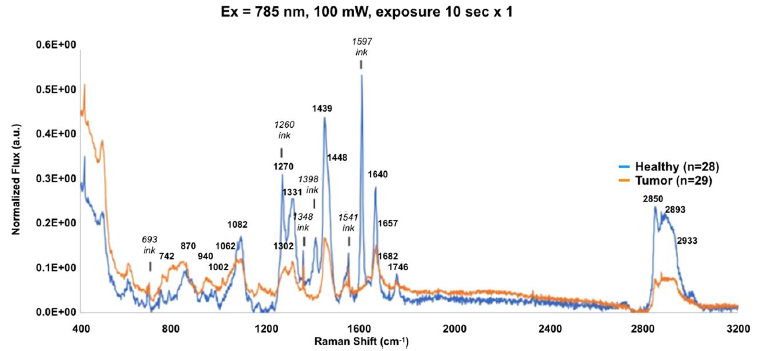 Ex = 785 nm, 100 mW, exposure 10 sec x 1
Normalized Flux (a.u.)
0.6E+00
0.5E+00
0.4E+00
0.3E+00
0.2E+00
0.1E+00
0.0E+00
693
ink
742
870
940
1002
1062
1082
1260
ink
1270
1331
1302
1348
ink
1398
ink
1439
1448
1541
ink
1597
ink
1640
1657
1682
1746
Healthy (n=28)
Tumor (n=29)
2850
2893
2933
400
800
1200
1600
2000
2400
2800
3200
Raman Shift (cm-1)